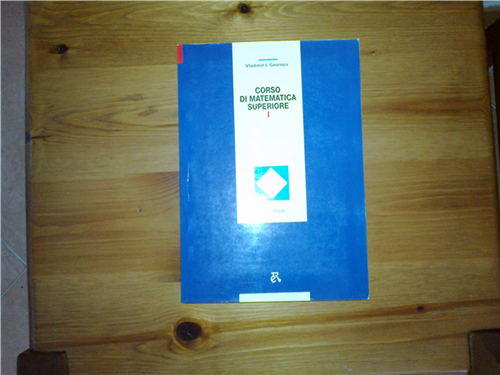 Vladimir I. Smirnov
CORSO
DI MATEMATICA
SUPERIORE
I